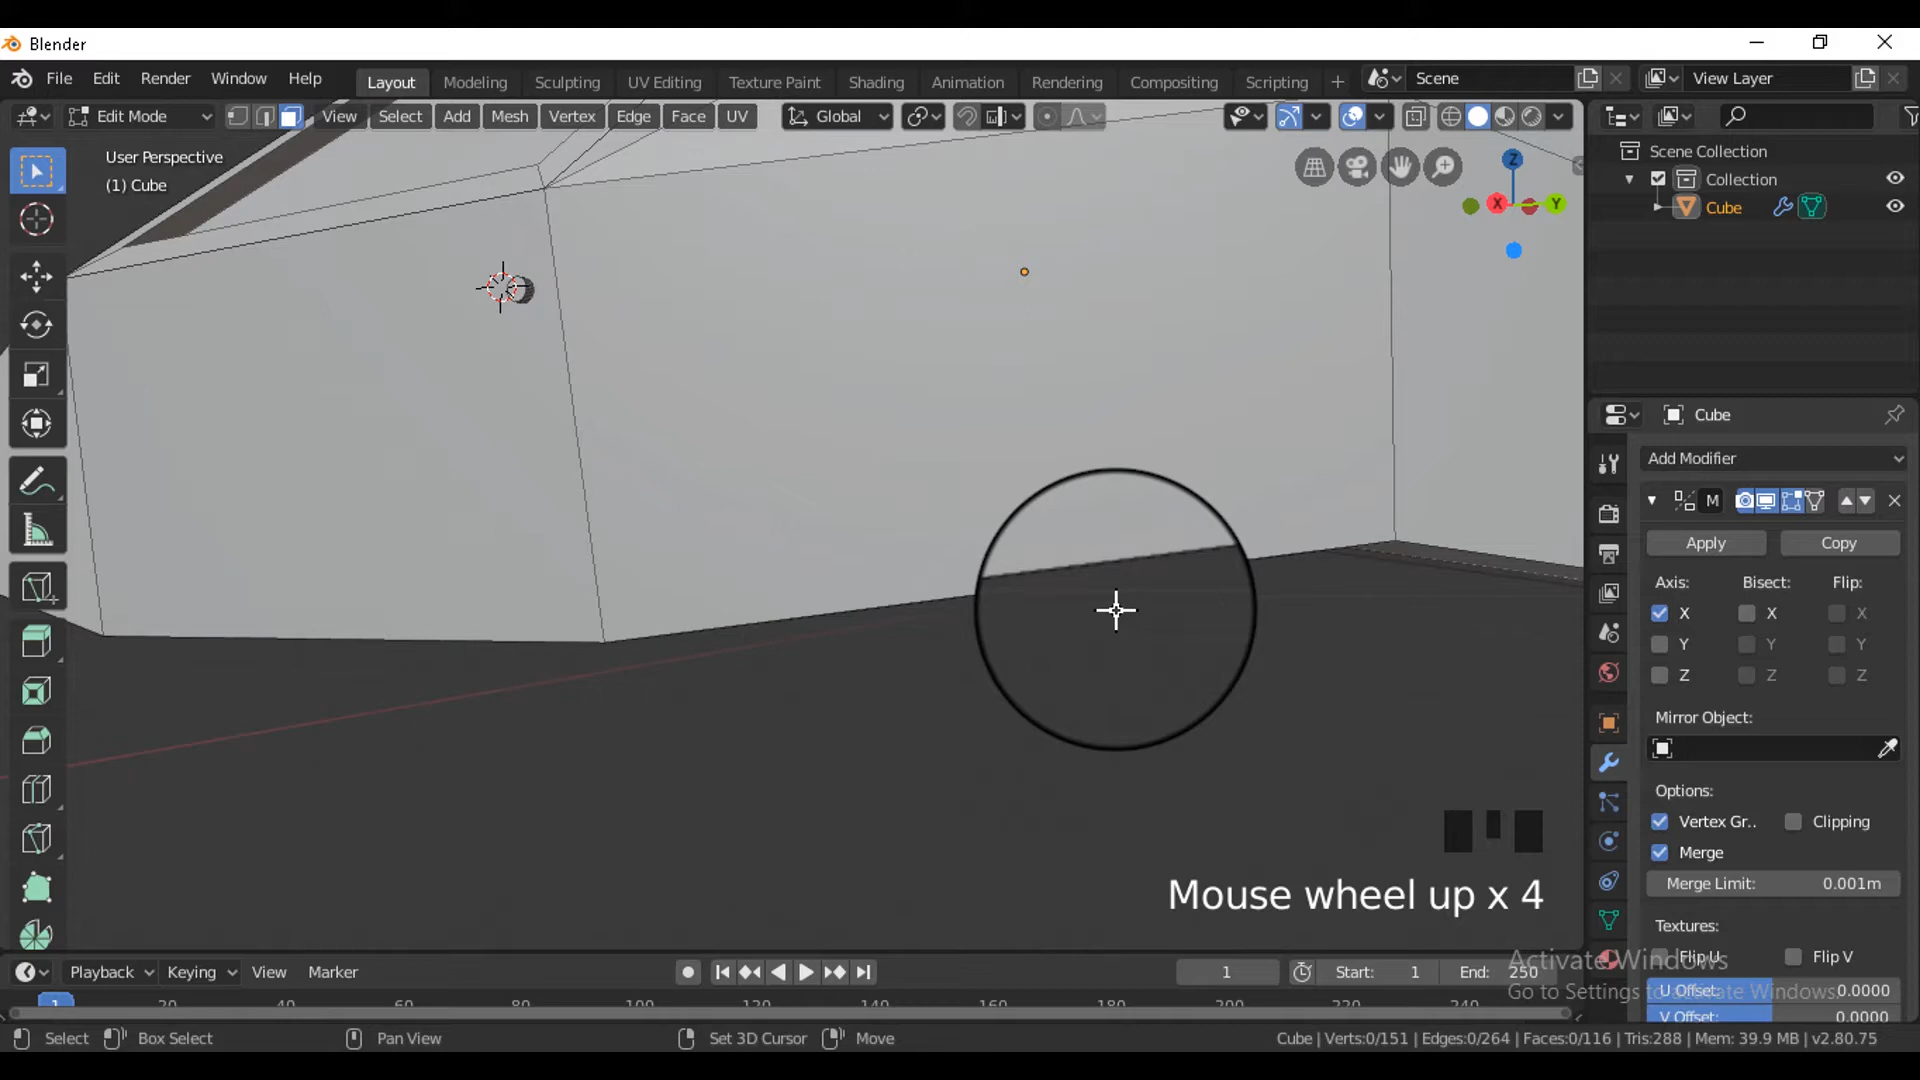 Blender
File Edit Render Window Help Layout Modeling Sculpting UV Editing Texture Paint Shading Animation Rendering Compositing Scripting + Scene View Layer
Edit Mode View Select Add Mesh Vertex Edge Face UV Global
User Perspective
(1) Cube
Z
X
Y
Scene Collection
Collection
Cube
Cube
Add Modifier
M
Apply Copy
Axis: Bisect: Flip:
X X X
Y Y Y
Z Z Z
Mirror Object:
Options:
Vertex Gr.. Clipping
Merge
Merge Limit: 0.001m
Textures:
Flip U Flip V
U Offset: 0.0000
V Offset: 0.0000
Mouse wheel up x 4
Activate Windows
Go to Settings to activate Windows.
Playback Keying View Marker 1 Start: 1 End: 250
1 20 40 60 80 100 120 140 160 180 200 220 240
Select Box Select Pan View Set 3D Cursor Move Cube | Verts:0/151 | Edges:0/264 | Faces:0/116 | Tris:288 | Mem: 39.9 MB | v2.80.75